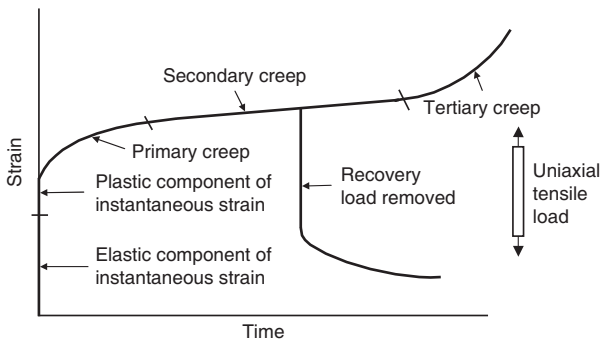 Strain
Secondary creep
Tertiary creep
Primary creep
Plastic component of
instantaneous strain
Recovery
load removed
Uniaxial
tensile
load
Elastic component of
instantaneous strain
Time